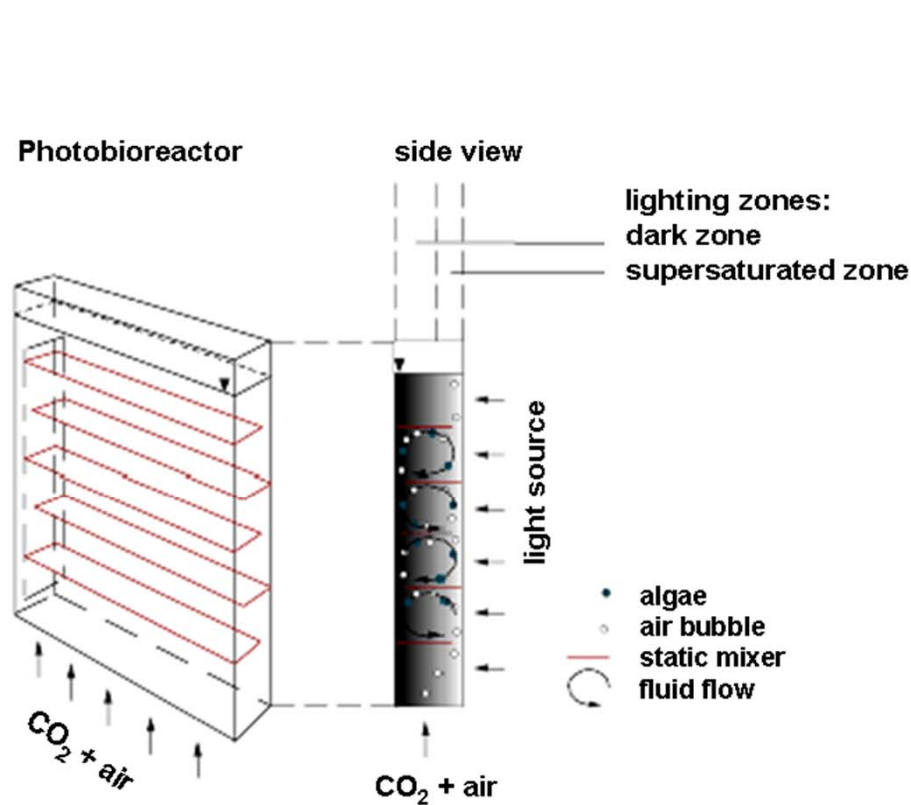 Photobioreactor
side view
lighting zones:
dark zone
supersaturated zone
light source
algae
air bubble
static mixer
fluid flow
CO₂ + air
CO₂ + air